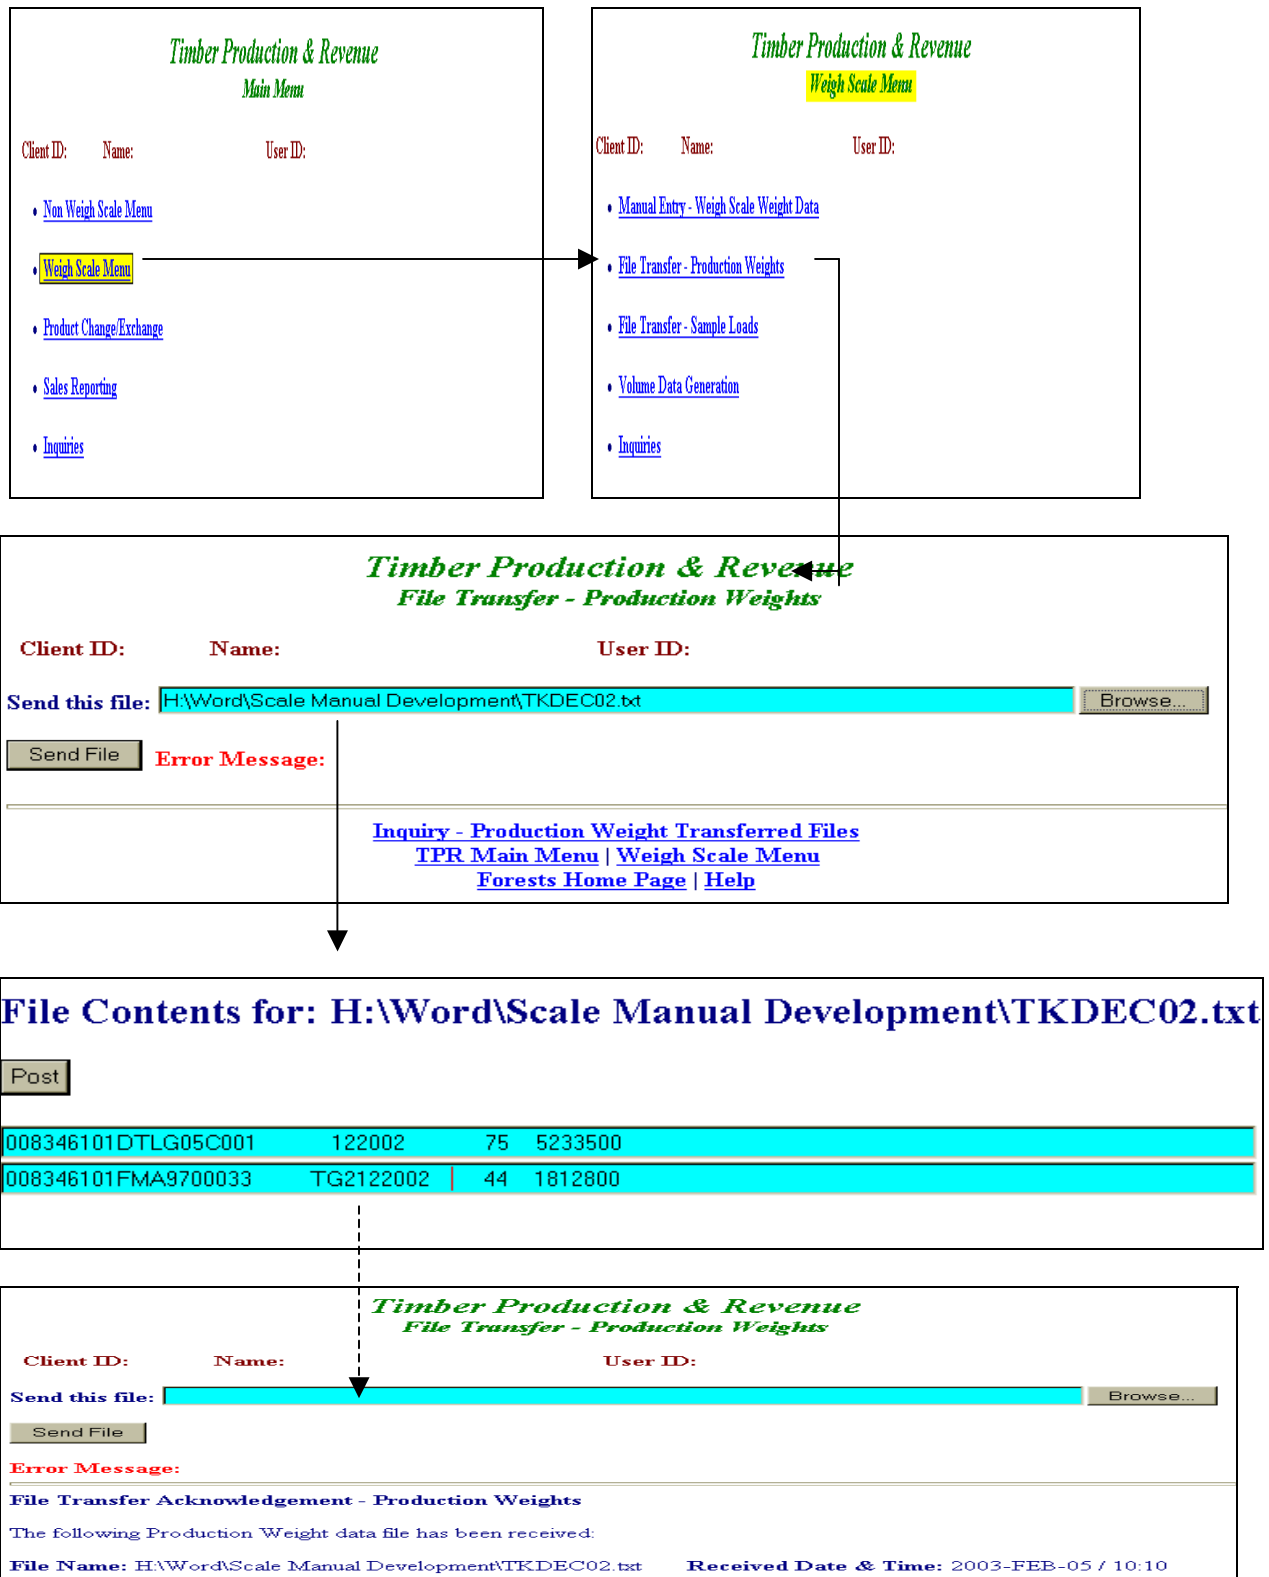 Timber Production & Revenue
Main Menu
Client ID: Name: User ID:
Non Weigh Scale Menu
Weigh Scale Menu
Product Change/Exchange
Sales Reporting
Inquiries
Timber Production & Revenue
Weigh Scale Menu
Client ID: Name: User ID:
Manual Entry - Weigh Scale Weight Data
File Transfer - Production Weights
File Transfer - Sample Loads
Volume Data Generation
Inquiries
Timber Production & Revenue
File Transfer - Production Weights
Client ID: Name: User ID:
Send this file: H:\Word\Scale Manual Development\TKDEC02.txt Browse...
Send File Error Message:
Inquiry - Production Weight Transferred Files
TPR Main Menu | Weigh Scale Menu
Forests Home Page | Help
File Contents for: H:\Word\Scale Manual Development\TKDEC02.txt
Post
008346101DTLG05C001 122002 75 5233500
008346101FMA9700033 TG2122002 44 1812800
Timber Production & Revenue
File Transfer - Production Weights
Client ID: Name: User ID:
Send this file: Browse...
Send File
Error Message:
File Transfer Acknowledgement - Production Weights
The following Production Weight data file has been received:
File Name: H:\Word\Scale Manual Development\TKDEC02.txt Received Date & Time: 2003-FEB-05 / 10:10